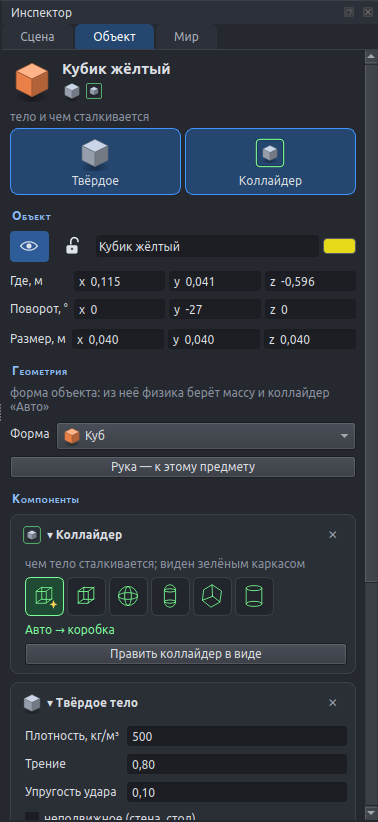 Инспектор
Сцена Объект Мир
Кубик жёлтый
тело и чем сталкивается
Твёрдое Коллайдер
Объект
Кубик жёлтый
Где, м x 0,115 y 0,041 z -0,596
Поворот, ° x 0 y -27 z 0
Размер, м x 0,040 y 0,040 z 0,040
Геометрия
форма объекта: из неё физика берёт массу и коллайдер
«Авто»
Форма Куб
Рука — к этому предмету
Компоненты
▾ Коллайдер ×
чем тело сталкивается; виден зелёным каркасом
Авто → коробка
Править коллайдер в виде
▾ Твёрдое тело ×
Плотность, кг/м³ 500
Трение 0,80
Упругость удара 0,10
неподвижное (стена, стол)